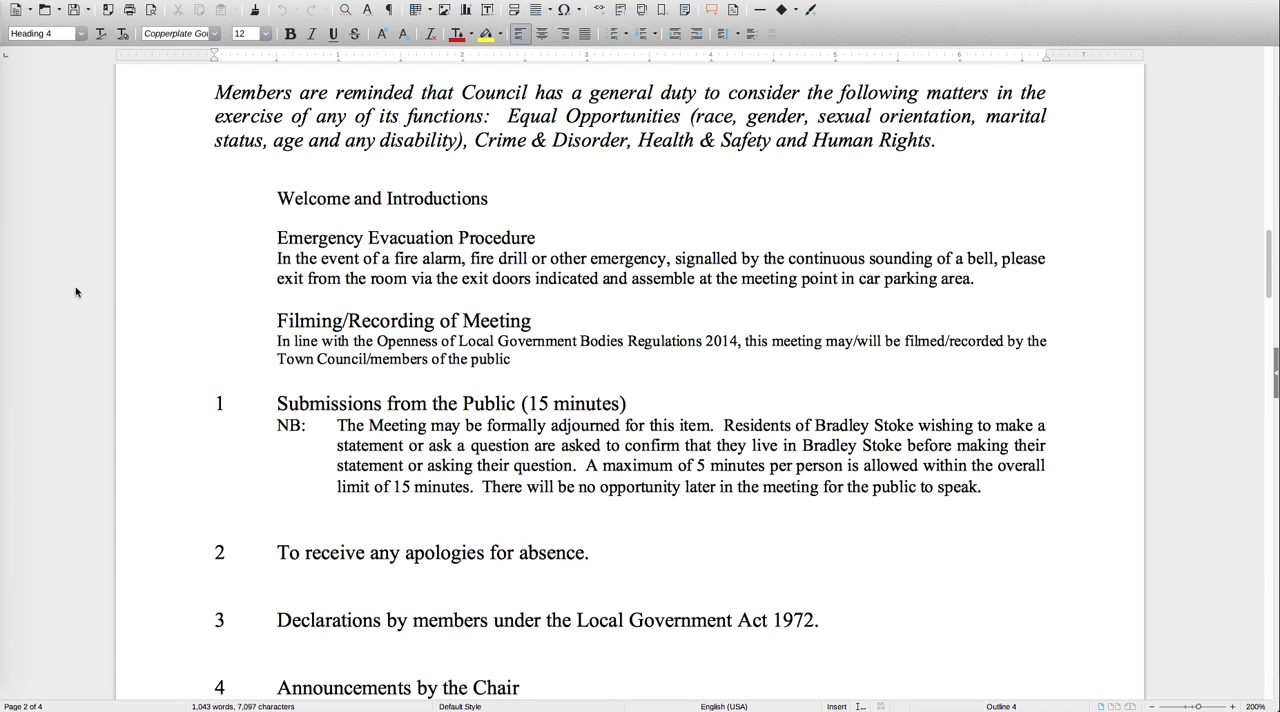 Heading 4
Copperplate Got
12
1 2 3 4 5 6 7
Members are reminded that Council has a general duty to consider the following matters in the
exercise of any of its functions: Equal Opportunities (race, gender, sexual orientation, marital
status, age and any disability), Crime & Disorder, Health & Safety and Human Rights.
Welcome and Introductions
Emergency Evacuation Procedure
In the event of a fire alarm, fire drill or other emergency, signalled by the continuous sounding of a bell, please
exit from the room via the exit doors indicated and assemble at the meeting point in car parking area.
Filming/Recording of Meeting
In line with the Openness of Local Government Bodies Regulations 2014, this meeting may/will be filmed/recorded by the
Town Council/members of the public
1 Submissions from the Public (15 minutes)
NB: The Meeting may be formally adjourned for this item. Residents of Bradley Stoke wishing to make a
statement or ask a question are asked to confirm that they live in Bradley Stoke before making their
statement or asking their question. A maximum of 5 minutes per person is allowed within the overall
limit of 15 minutes. There will be no opportunity later in the meeting for the public to speak.
2 To receive any apologies for absence.
3 Declarations by members under the Local Government Act 1972.
4 Announcements by the Chair
Page 2 of 4 1,043 words, 7,097 characters Default Style English (USA) Insert Outline 4 200%